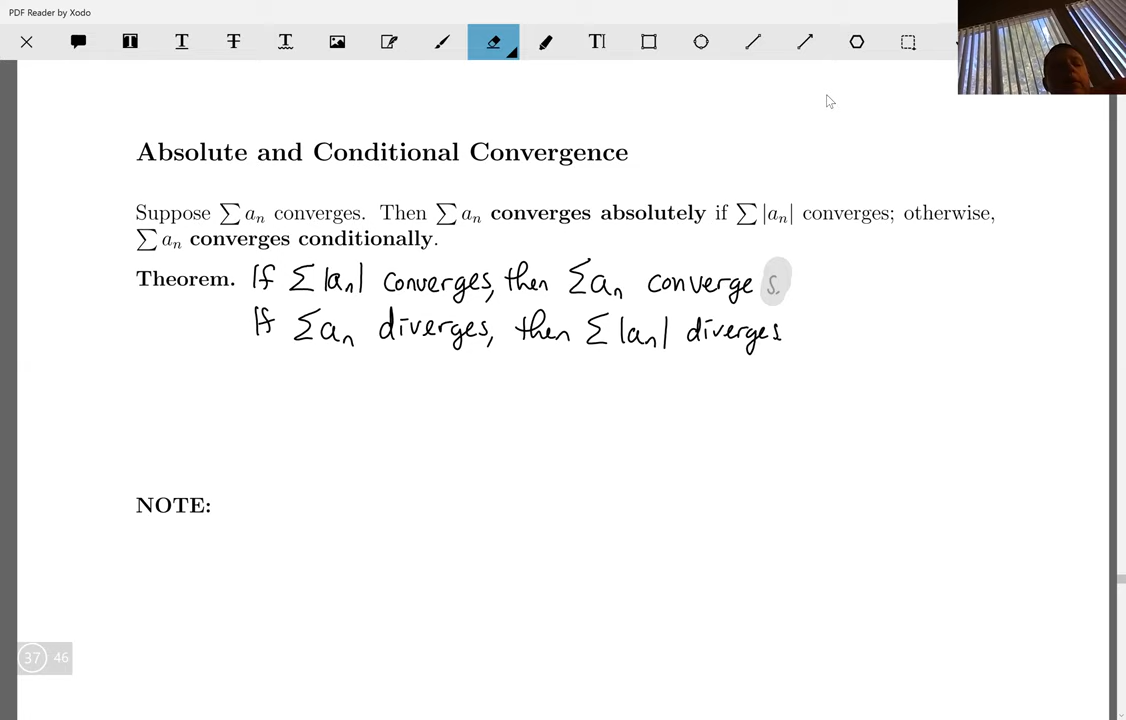 PDF Reader by Xodo
Absolute and Conditional Convergence
Suppose ∑ aₙ converges. Then ∑ aₙ converges absolutely if ∑ |aₙ| converges; otherwise,
∑ aₙ converges conditionally.
Theorem. If ∑ |aₙ| converges, then ∑ aₙ converges.
If ∑ aₙ diverges, then ∑ |aₙ| diverges
NOTE:
37 46